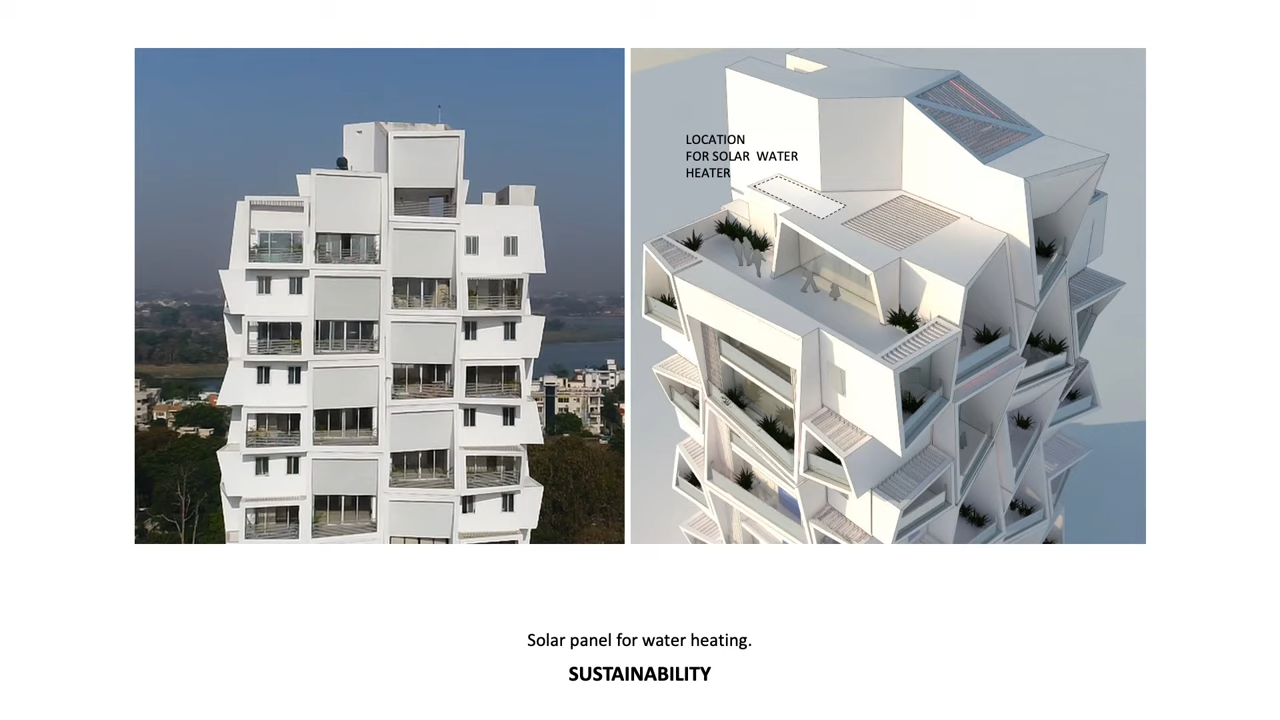 LOCATION
FOR SOLAR WATER
HEATER
Solar panel for water heating.
SUSTAINABILITY